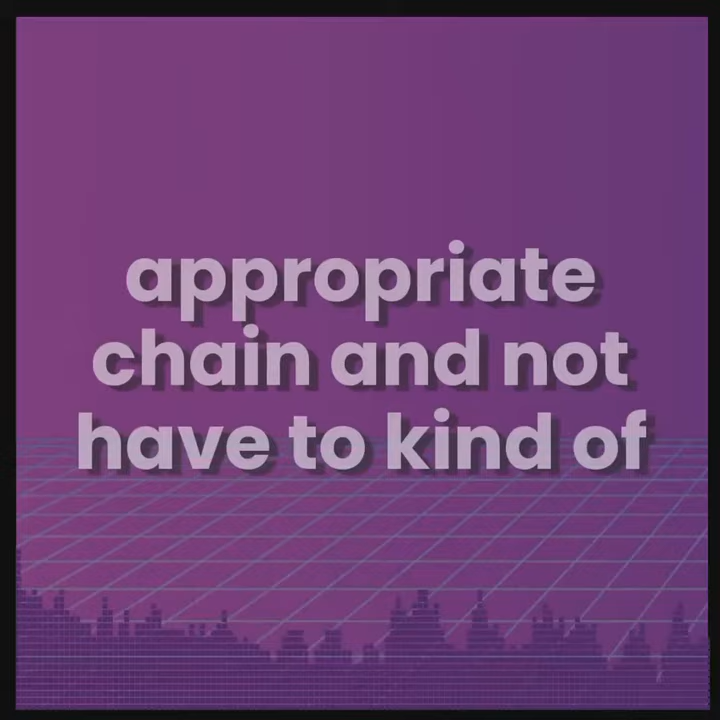 appropriate
chain and not
have to kind of